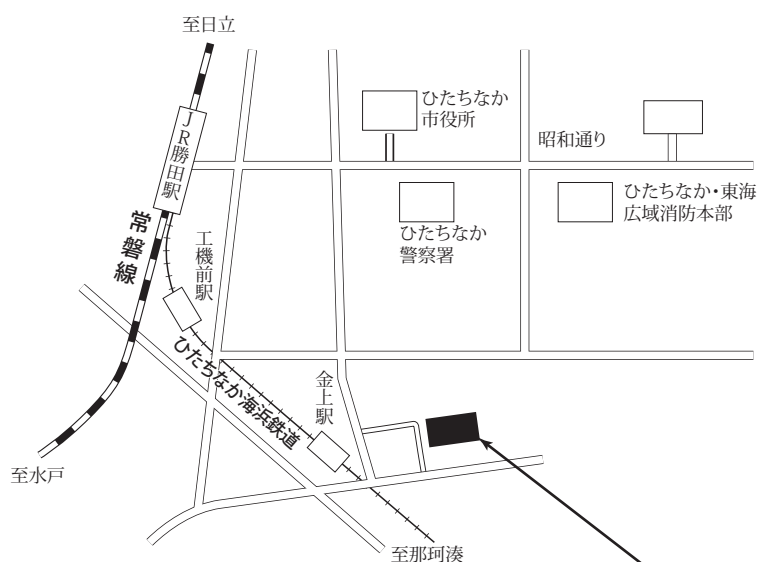 至日立
ひたちなか
市役所
昭和通り
JR勝田駅
ひたちなか・東海
広域消防本部
ひたちなか
警察署
常磐線
工機前駅
ひたちなか海浜鉄道
金上駅
至水戸
至那珂湊